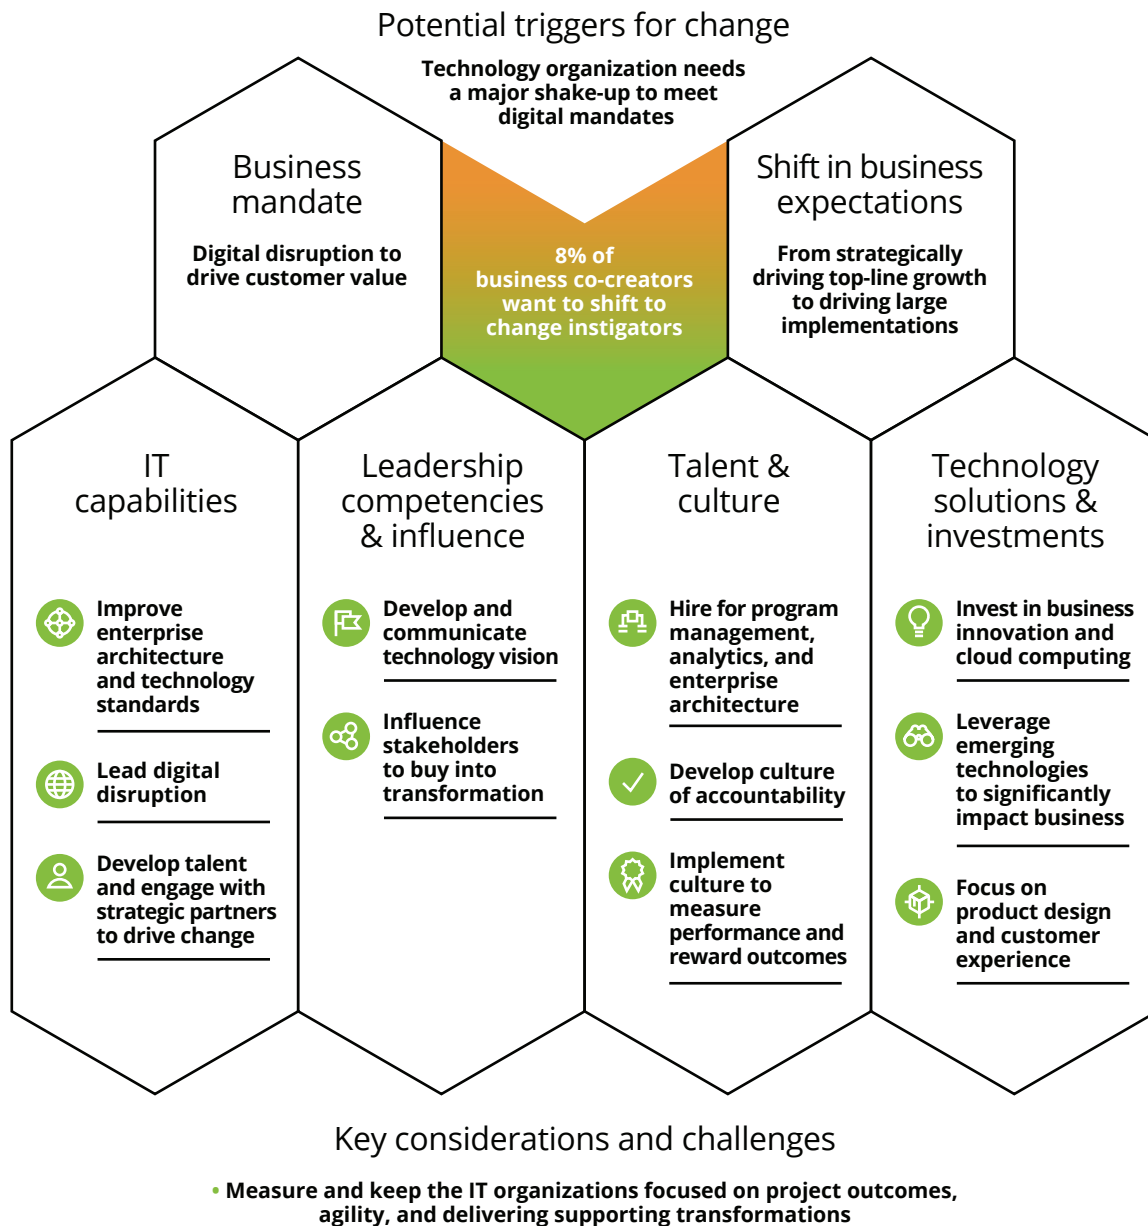 Potential triggers for change
Technology organization needs
a major shake-up to meet
digital mandates
Business
mandate
Digital disruption to
drive customer value
8% of
business co-creators
want to shift to
change instigators
Shift in business
expectations
From strategically
driving top-line growth
to driving large
implementations
IT
capabilities
Improve
enterprise
architecture
and technology
standards
Lead digital
disruption
Develop talent
and engage with
strategic partners
to drive change
Leadership
competencies
& influence
Develop and
communicate
technology vision
Influence
stakeholders
to buy into
transformation
Talent &
culture
Hire for program
management,
analytics, and
enterprise
architecture
Develop culture
of accountability
Implement
culture to
measure
performance and
reward outcomes
Technology
solutions &
investments
Invest in business
innovation and
cloud computing
Leverage
emerging
technologies
to significantly
impact business
Focus on
product design
and customer
experience
Key considerations and challenges
• Measure and keep the IT organizations focused on project outcomes,
agility, and delivering supporting transformations